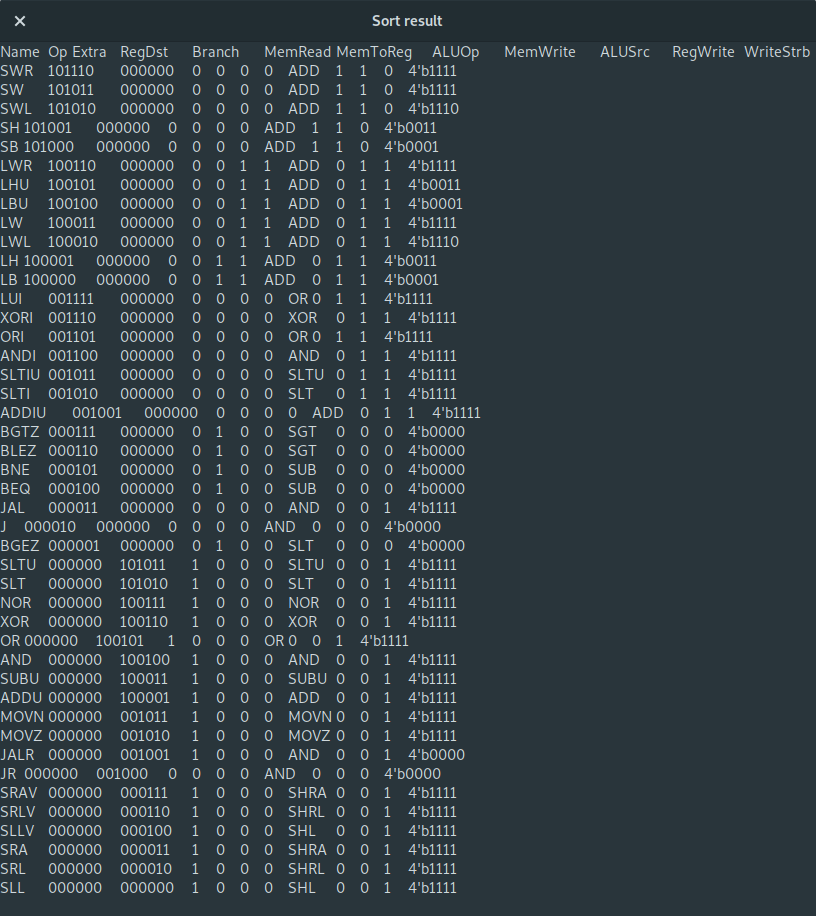 Sort result
Name Op Extra RegDst Branch MemRead MemToReg ALUOp MemWrite ALUSrc RegWrite WriteStrb
SWR 101110 000000 0 0 0 0 ADD 1 1 0 4'b1111
SW 101011 000000 0 0 0 0 ADD 1 1 0 4'b1111
SWL 101010 000000 0 0 0 0 ADD 1 1 0 4'b1110
SH 101001 000000 0 0 0 0 ADD 1 1 0 4'b0011
SB 101000 000000 0 0 0 0 ADD 1 1 0 4'b0001
LWR 100110 000000 0 0 1 1 ADD 0 1 1 4'b1111
LHU 100101 000000 0 0 1 1 ADD 0 1 1 4'b0011
LBU 100100 000000 0 0 1 1 ADD 0 1 1 4'b0001
LW 100011 000000 0 0 1 1 ADD 0 1 1 4'b1111
LWL 100010 000000 0 0 1 1 ADD 0 1 1 4'b1110
LH 100001 000000 0 0 1 1 ADD 0 1 1 4'b0011
LB 100000 000000 0 0 1 1 ADD 0 1 1 4'b0001
LUI 001111 000000 0 0 0 0 OR 0 1 1 4'b1111
XORI 001110 000000 0 0 0 0 XOR 0 1 1 4'b1111
ORI 001101 000000 0 0 0 0 OR 0 1 1 4'b1111
ANDI 001100 000000 0 0 0 0 AND 0 1 1 4'b1111
SLTIU 001011 000000 0 0 0 0 SLTU 0 1 1 4'b1111
SLTI 001010 000000 0 0 0 0 SLT 0 1 1 4'b1111
ADDIU 001001 000000 0 0 0 0 ADD 0 1 1 4'b1111
BGTZ 000111 000000 0 1 0 0 SGT 0 0 0 4'b0000
BLEZ 000110 000000 0 1 0 0 SGT 0 0 0 4'b0000
BNE 000101 000000 0 1 0 0 SUB 0 0 0 4'b0000
BEQ 000100 000000 0 1 0 0 SUB 0 0 0 4'b0000
JAL 000011 000000 0 0 0 0 AND 0 0 1 4'b1111
J 000010 000000 0 0 0 0 AND 0 0 0 4'b0000
BGEZ 000001 000000 0 1 0 0 SLT 0 0 0 4'b0000
SLTU 000000 101011 1 0 0 0 SLTU 0 0 1 4'b1111
SLT 000000 101010 1 0 0 0 SLT 0 0 1 4'b1111
NOR 000000 100111 1 0 0 0 NOR 0 0 1 4'b1111
XOR 000000 100110 1 0 0 0 XOR 0 0 1 4'b1111
OR 000000 100101 1 0 0 0 OR 0 0 1 4'b1111
AND 000000 100100 1 0 0 0 AND 0 0 1 4'b1111
SUBU 000000 100011 1 0 0 0 SUBU 0 0 1 4'b1111
ADDU 000000 100001 1 0 0 0 ADD 0 0 1 4'b1111
MOVN 000000 001011 1 0 0 0 MOVN 0 0 1 4'b1111
MOVZ 000000 001010 1 0 0 0 MOVZ 0 0 1 4'b1111
JALR 000000 001001 1 0 0 0 AND 0 0 1 4'b0000
JR 000000 001000 0 0 0 0 AND 0 0 0 4'b0000
SRAV 000000 000111 1 0 0 0 SHRA 0 0 1 4'b1111
SRLV 000000 000110 1 0 0 0 SHRL 0 0 1 4'b1111
SLLV 000000 000100 1 0 0 0 SHL 0 0 1 4'b1111
SRA 000000 000011 1 0 0 0 SHRA 0 0 1 4'b1111
SRL 000000 000010 1 0 0 0 SHRL 0 0 1 4'b1111
SLL 000000 000000 1 0 0 0 SHL 0 0 1 4'b1111